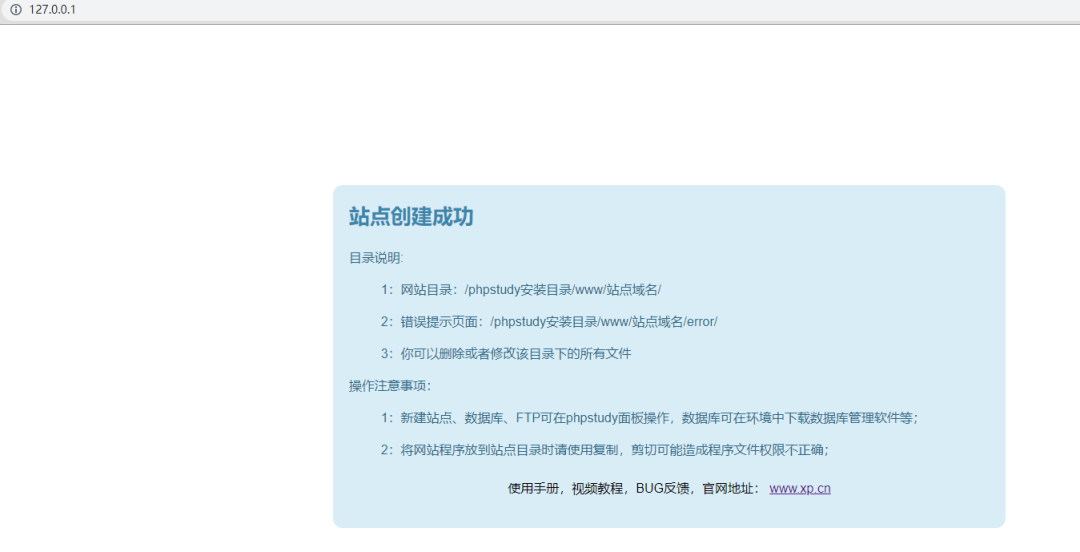 127.0.0.1
站点创建成功
目录说明:
1：网站目录：/phpstudy安装目录/www/站点域名/
2：错误提示页面：/phpstudy安装目录/www/站点域名/error/
3：你可以删除或者修改该目录下的所有文件
操作注意事项：
1：新建站点、数据库、FTP可在phpstudy面板操作，数据库可在环境中下载数据库管理软件等；
2：将网站程序放到站点目录时请使用复制，剪切可能造成程序文件权限不正确；
使用手册，视频教程，BUG反馈，官网地址： www.xp.cn